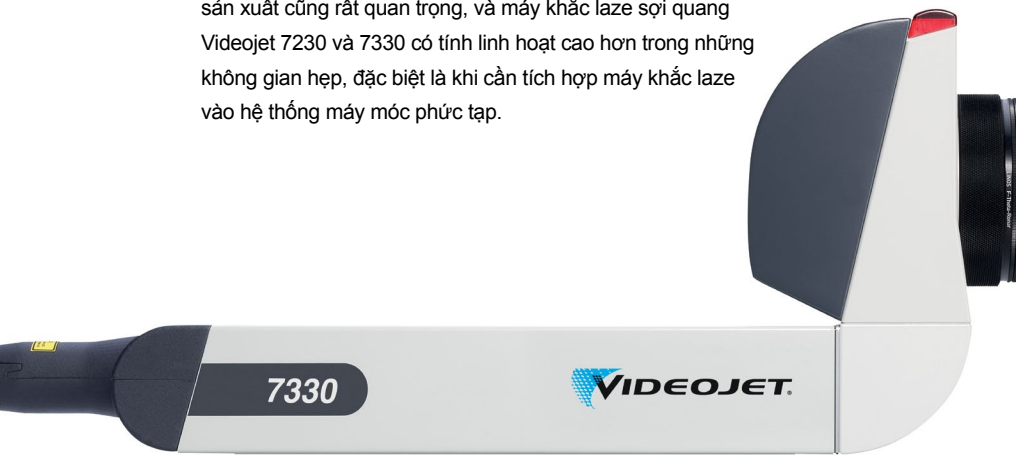 sản xuất cũng rất quan trọng, và máy khắc laze sợi quang
Videojet 7230 và 7330 có tính linh hoạt cao hơn trong những
không gian hẹp, đặc biệt là khi cần tích hợp máy khắc laze
vào hệ thống máy móc phức tạp.
7330
VIDEOJET.